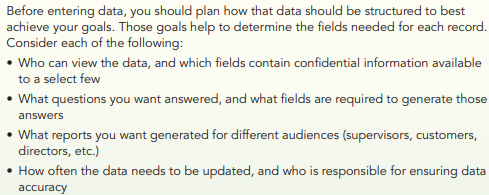 Before entering data, you should plan how that data should be structured to best
achieve your goals. Those goals help to determine the fields needed for each record.
Consider each of the following:
• Who can view the data, and which fields contain confidential information available
to a select few
• What questions you want answered, and what fields are required to generate those
answers
• What reports you want generated for different audiences (supervisors, customers,
directors, etc.)
• How often the data needs to be updated, and who is responsible for ensuring data
accuracy